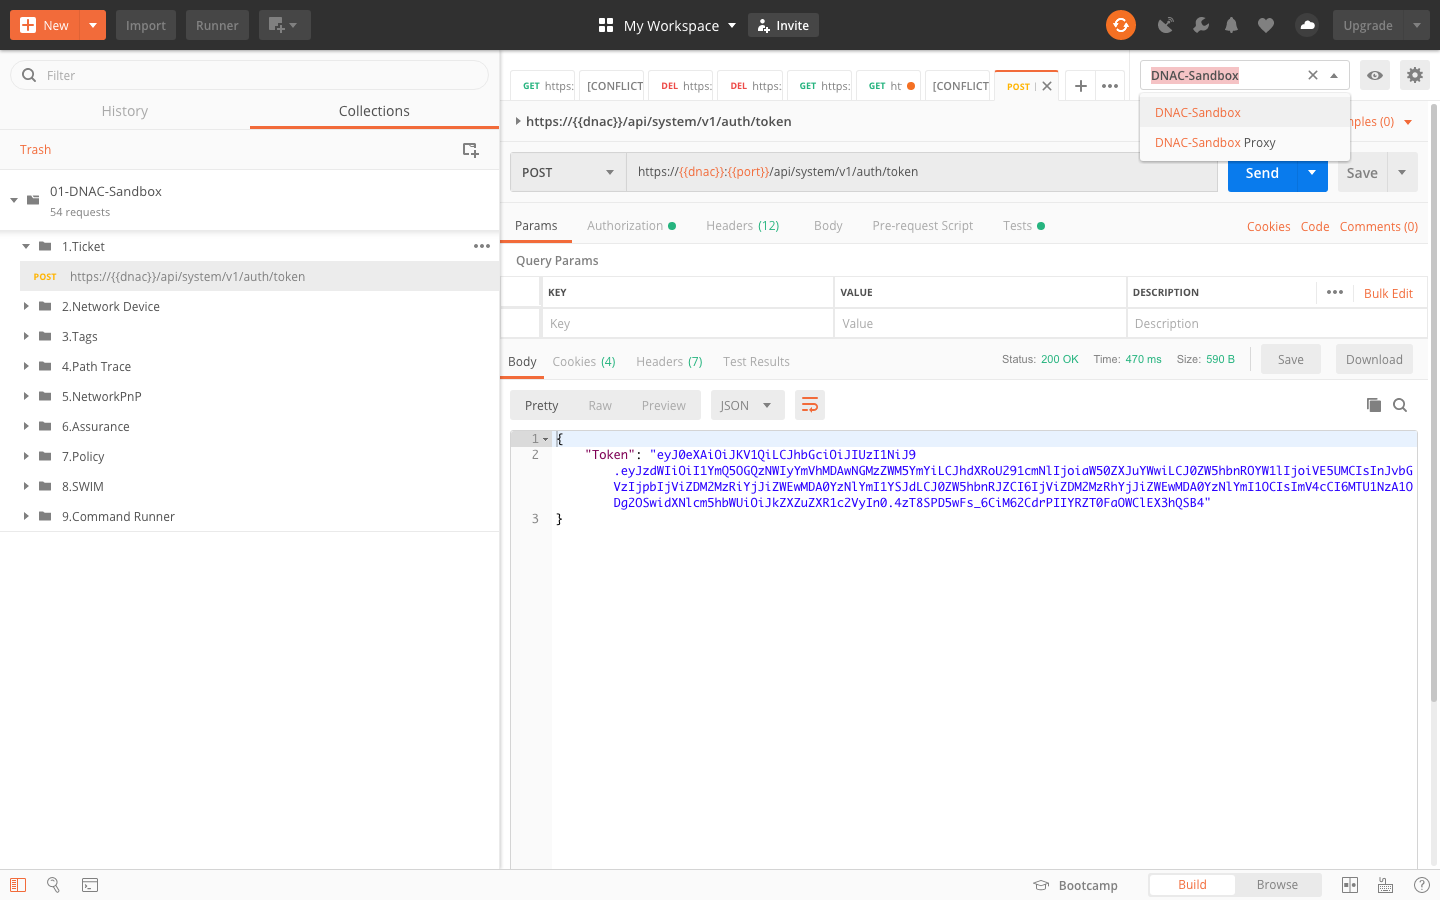 New
Import
Runner
My Workspace
Invite
Upgrade
Filter
History
Collections
Trash
01-DNAC-Sandbox
54 requests
1.Ticket
POST https://{{dnac}}/api/system/v1/auth/token
2.Network Device
3.Tags
4.Path Trace
5.NetworkPnP
6.Assurance
7.Policy
8.SWIM
9.Command Runner
GET https:
[CONFLICT
DEL https:
DEL https:
GET https:
GET ht
[CONFLICT
POST
DNAC-Sandbox
DNAC-Sandbox
DNAC-Sandbox Proxy
https://{{dnac}}/api/system/v1/auth/token
mples (0)
POST
https://{{dnac}}:{{port}}/api/system/v1/auth/token
Send
Save
Params
Authorization
Headers (12)
Body
Pre-request Script
Tests
Cookies
Code
Comments (0)
Query Params
KEY VALUE DESCRIPTION
Bulk Edit
Key Value Description
Body
Cookies (4)
Headers (7)
Test Results
Status: 200 OK Time: 470 ms Size: 590 B
Save
Download
Pretty
Raw
Preview
JSON
1 {
2 "Token": "eyJ0eXAiOiJKV1QiLCJhbGciOiJIUzI1NiJ9
3 }
Bootcamp
Build
Browse